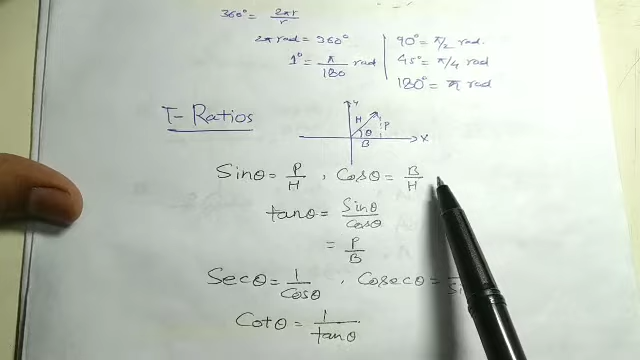 360° = 2πr/r
2π rad = 360° | 90° = π/2 rad.
1° = π/180 rad | 45° = π/4 rad
180° = π rad
T-Ratios
Y
H P
θ
X
B
Sinθ = P/H , Cosθ = B/H
tanθ = Sinθ/Cosθ
= P/B
Secθ = 1/Cosθ , Cosecθ =
Cotθ = 1/tanθ